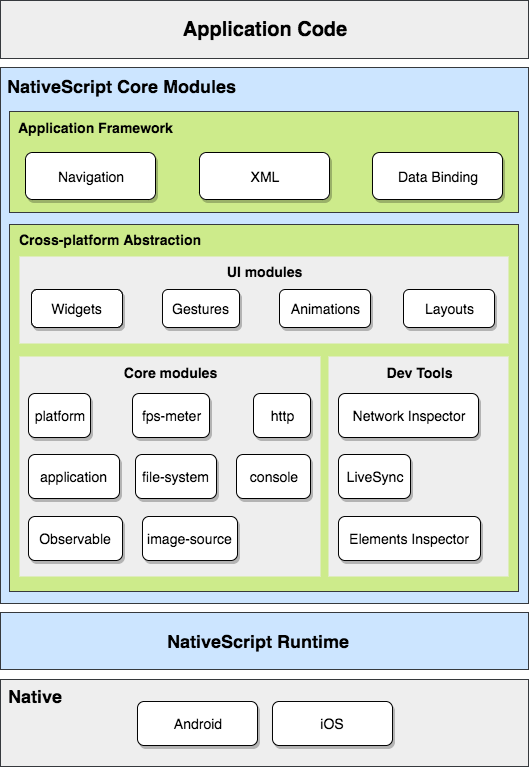 Application Code
NativeScript Core Modules
Application Framework
Navigation
XML
Data Binding
Cross-platform Abstraction
UI modules
Widgets
Gestures
Animations
Layouts
Core modules
platform
fps-meter
http
application
file-system
console
Observable
image-source
Dev Tools
Network Inspector
LiveSync
Elements Inspector
NativeScript Runtime
Native
Android
iOS